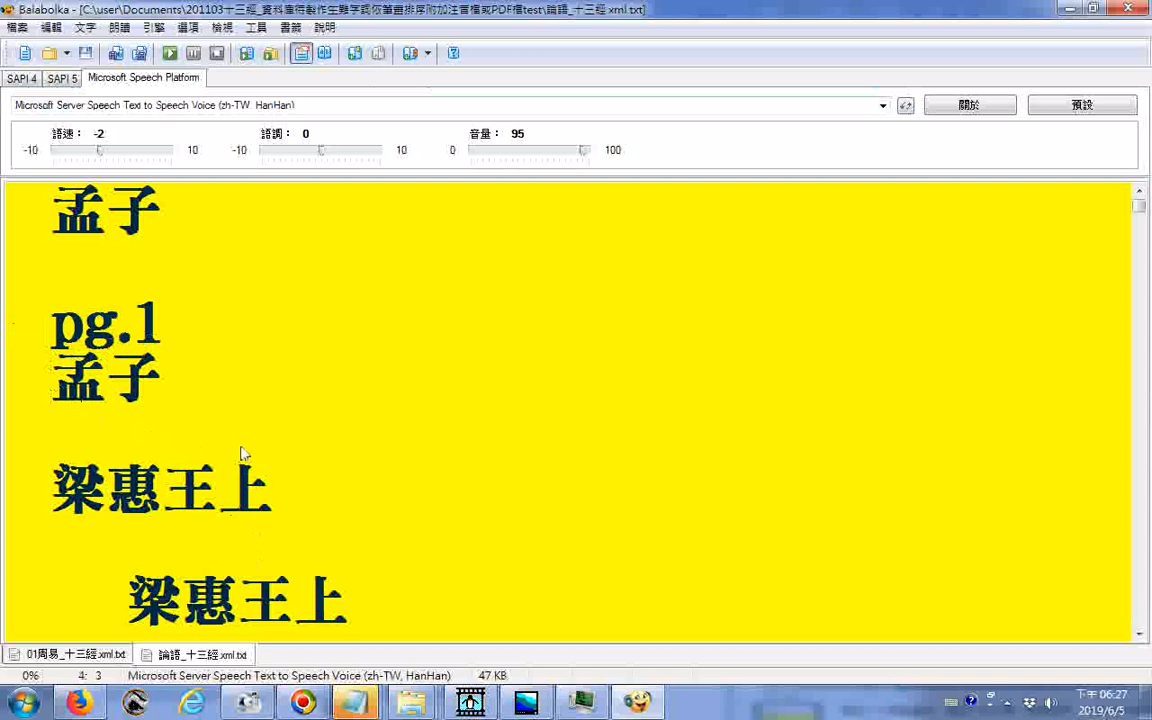 Balabolka - [C:\user\Documents\201103十三經_資料庫待製作生難字詞依筆畫排序附加注音檔或PDF檔test\論語_十三經 xml.txt]
檔案 編輯 文字 朗讀 引擎 選項 檢視 工具 書籤 說明
SAPI 4 SAPI 5 Microsoft Speech Platform
Microsoft Server Speech Text to Speech Voice (zh-TW, HanHan) 關於 預設
語速： -2 語調： 0 音量： 95
-10 10 -10 10 0 100
孟子
pg.1
孟子
梁惠王上
梁惠王上
01周易_十三經.xml.txt 論語_十三經.xml.txt
0% 4: 3 Microsoft Server Speech Text to Speech Voice (zh-TW, HanHan) 47 KB
下午 06:27
2019/6/5